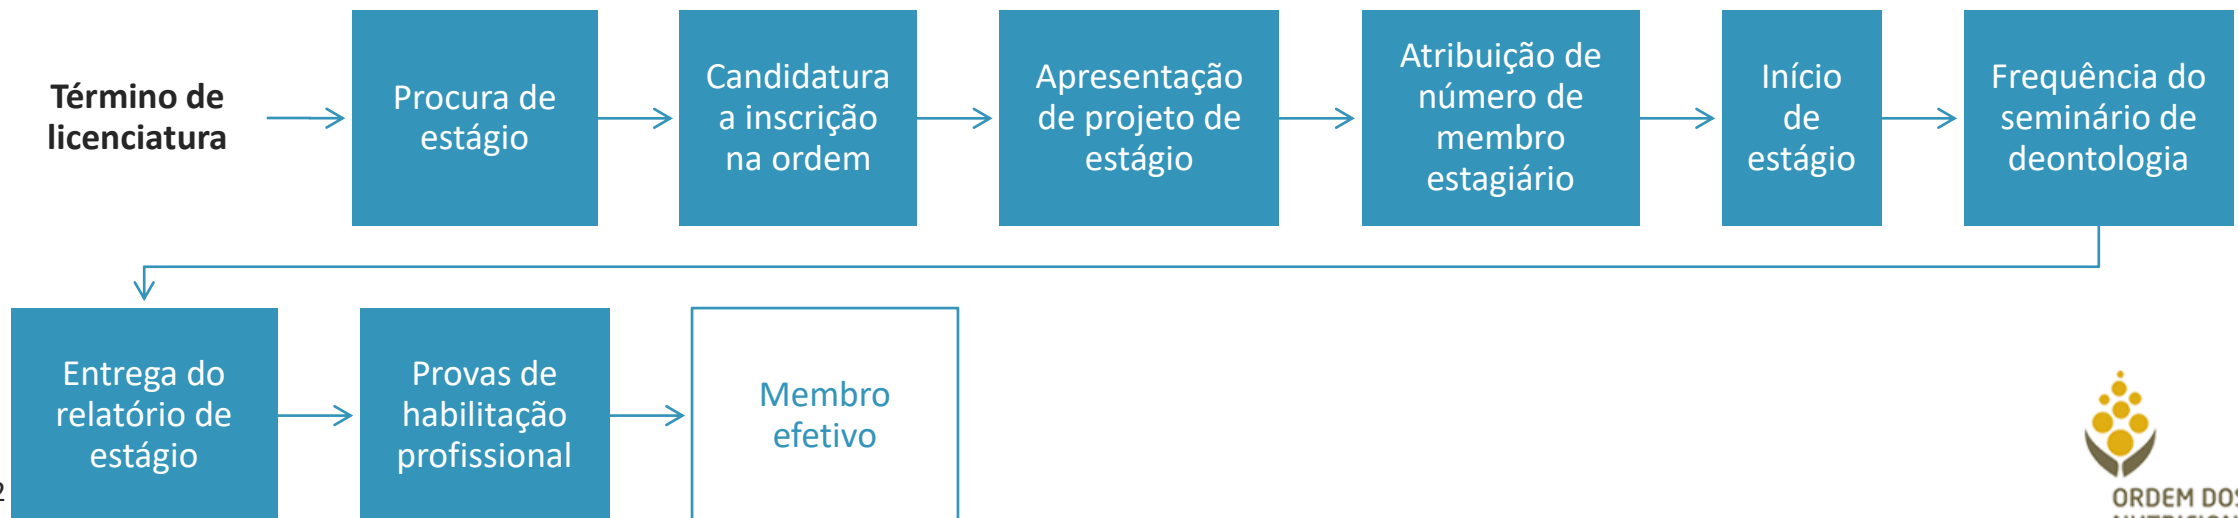 Término de
licenciatura
Procura de
estágio
Candidatura
a inscrição
na ordem
Apresentação
de projeto de
estágio
Atribuição de
número de
membro
estagiário
Início
de
estágio
Frequência do
seminário de
deontologia
Entrega do
relatório de
estágio
Provas de
habilitação
profissional
Membro
efetivo
2
ORDEM DOS